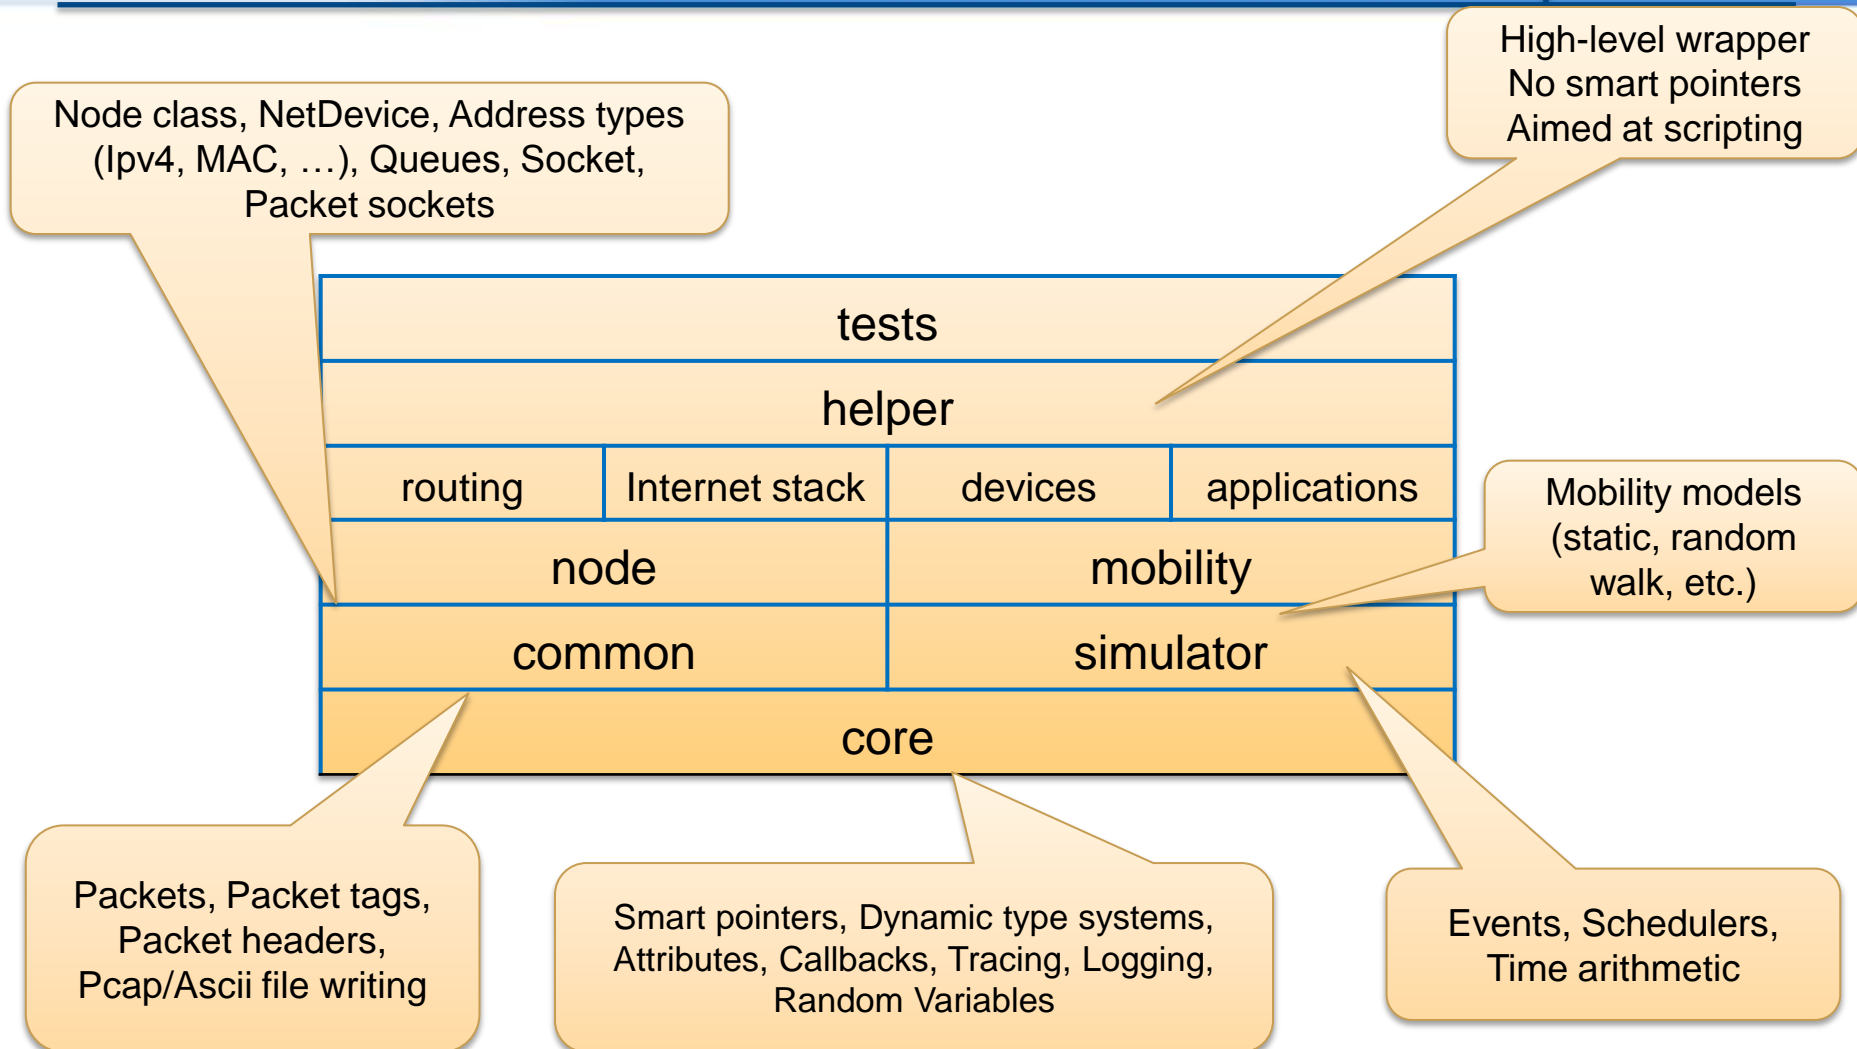 High-level wrapper
No smart pointers
Aimed at scripting
Node class, NetDevice, Address types
(Ipv4, MAC, …), Queues, Socket,
Packet sockets
tests
helper
routing
Internet stack
devices
applications
Mobility models
(static, random
walk, etc.)
node
mobility
common
simulator
core
Packets, Packet tags,
Packet headers,
Pcap/Ascii file writing
Smart pointers, Dynamic type systems,
Attributes, Callbacks, Tracing, Logging,
Random Variables
Events, Schedulers,
Time arithmetic